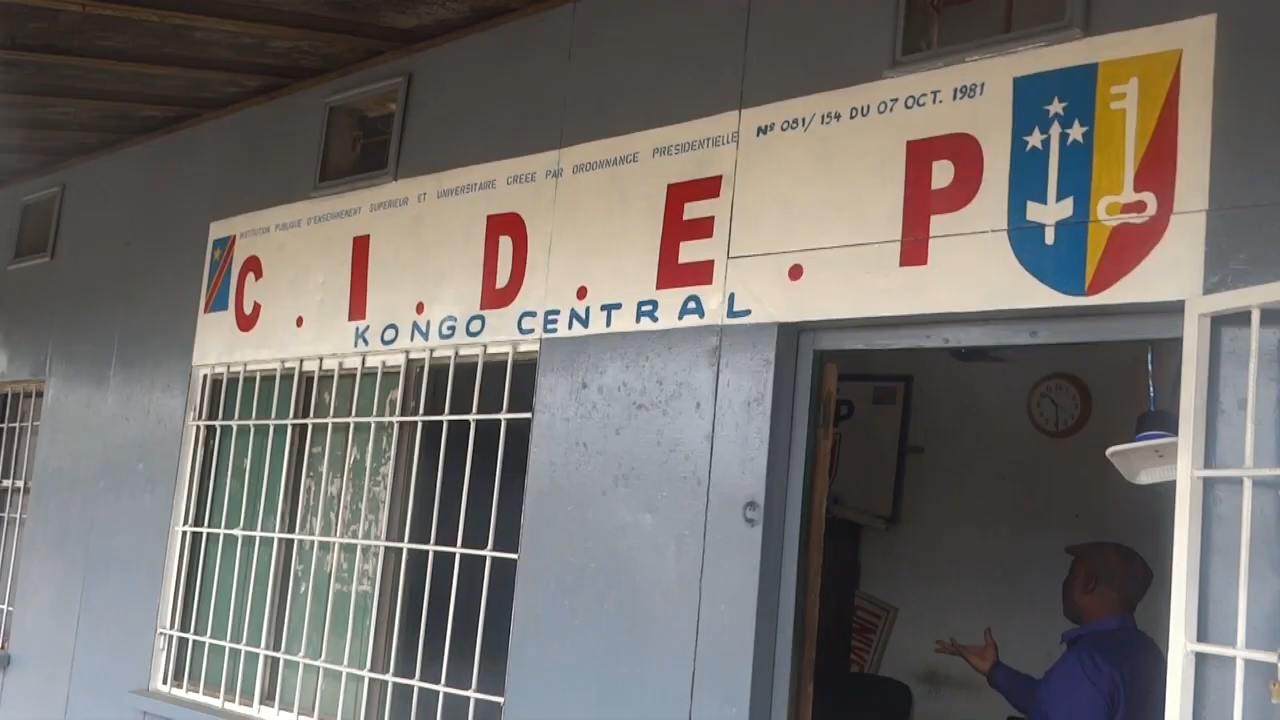 INSTITUTION PUBLIQUE D'ENSEIGNEMENT SUPERIEUR ET UNIVERSITAIRE CREEE PAR ORDONNANCE PRESIDENTIELLE
Nº 081/154 DU 07 OCT. 1981
C.I.D.E.P
KONGO CENTRAL
P
UNIV